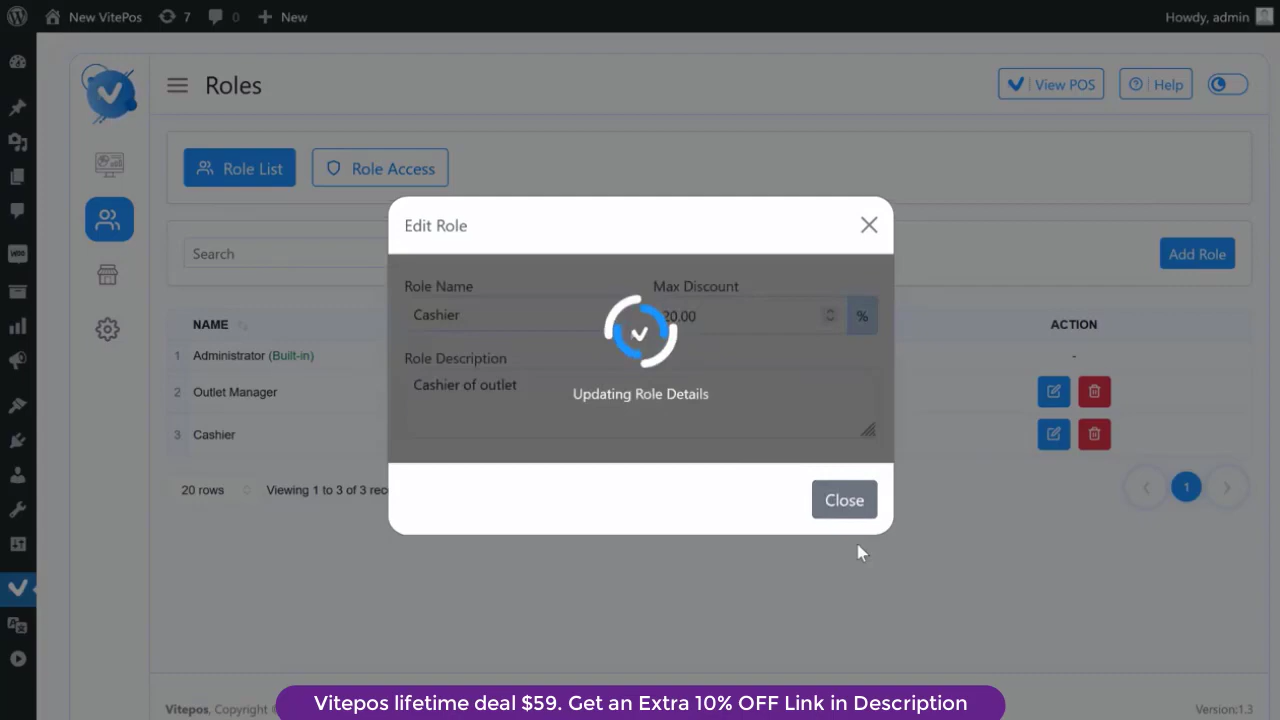 New VitePos 7 0 New Howdy, admin
Roles View POS Help
Role List Role Access
Edit Role
Search Add Role
Role Name Max Discount
Cashier 20.00 %
Role Description
Cashier of outlet
Updating Role Details
NAME ACTION
1 Administrator (Built-in) -
2 Outlet Manager
3 Cashier
20 rows Viewing 1 to 3 of 3 rec 1
Close
Vitepos, Copyright Version:1.3
Vitepos lifetime deal $59. Get an Extra 10% OFF Link in Description
WOO